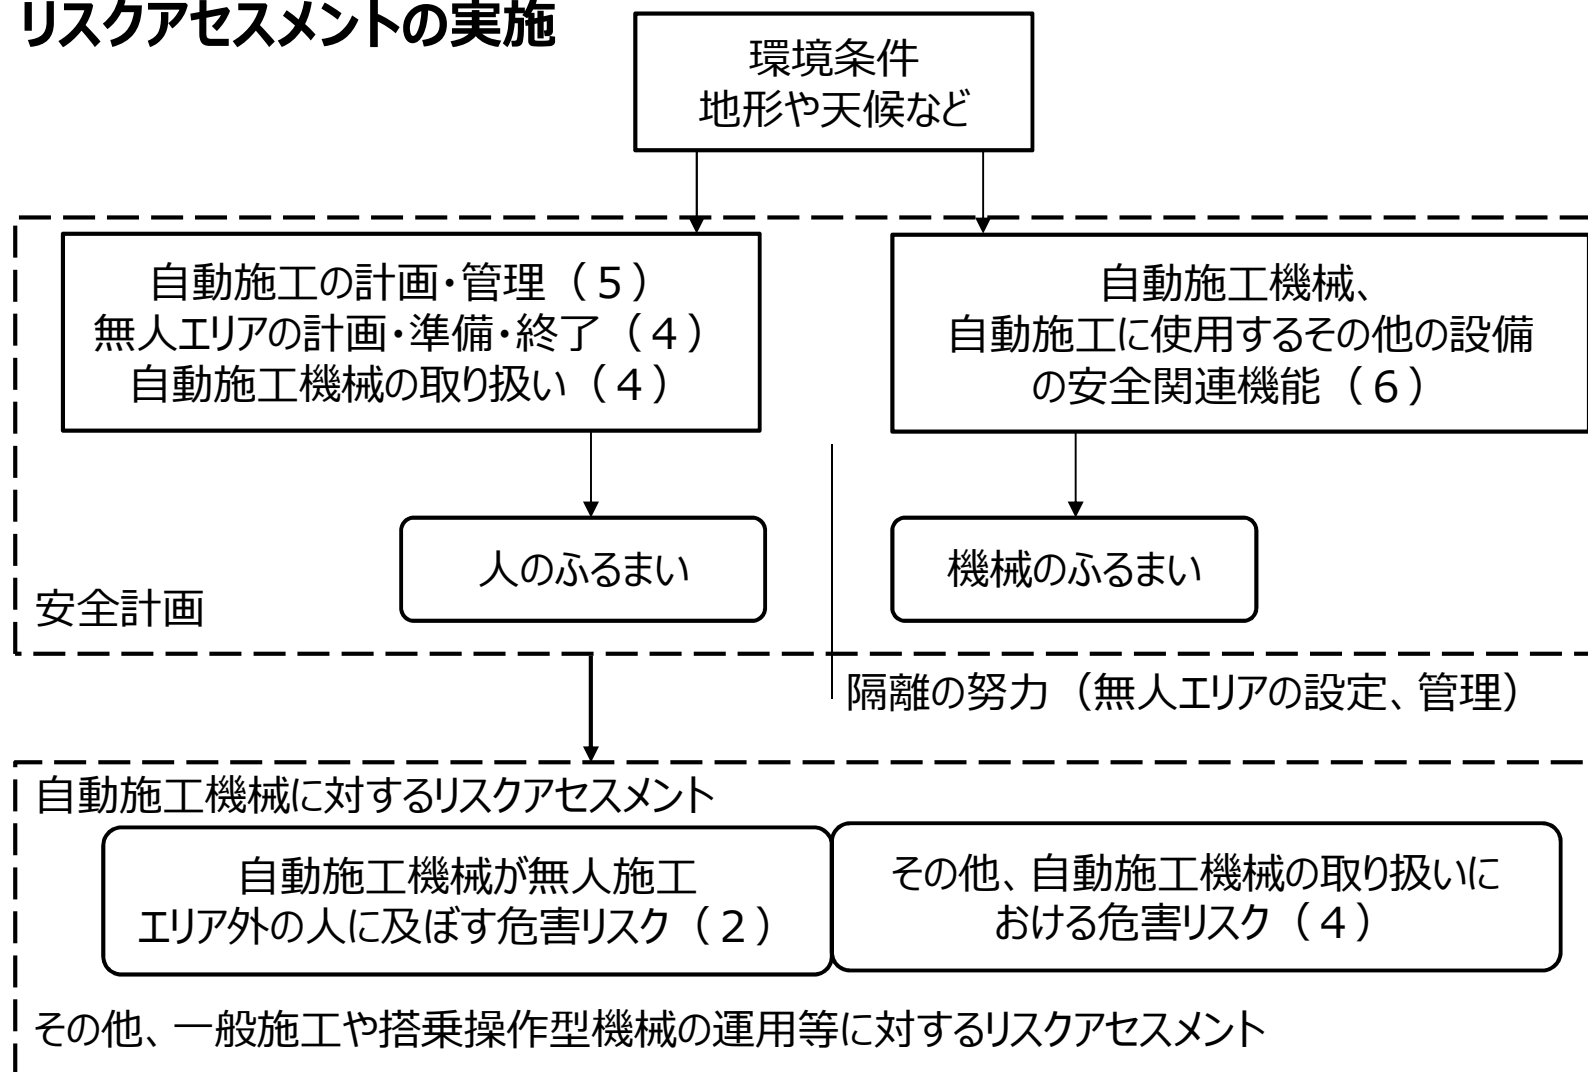 リスクアセスメントの実施
環境条件
地形や天候など
自動施工の計画・管理（５）
無人エリアの計画・準備・終了（４）
自動施工機械の取り扱い（４）
自動施工機械、
自動施工に使用するその他の設備
の安全関連機能（６）
人のふるまい
機械のふるまい
安全計画
隔離の努力（無人エリアの設定、管理）
自動施工機械に対するリスクアセスメント
自動施工機械が無人施工
エリア外の人に及ぼす危害リスク（２）
その他、自動施工機械の取り扱いに
おける危害リスク（４）
その他、一般施工や搭乗操作型機械の運用等に対するリスクアセスメント